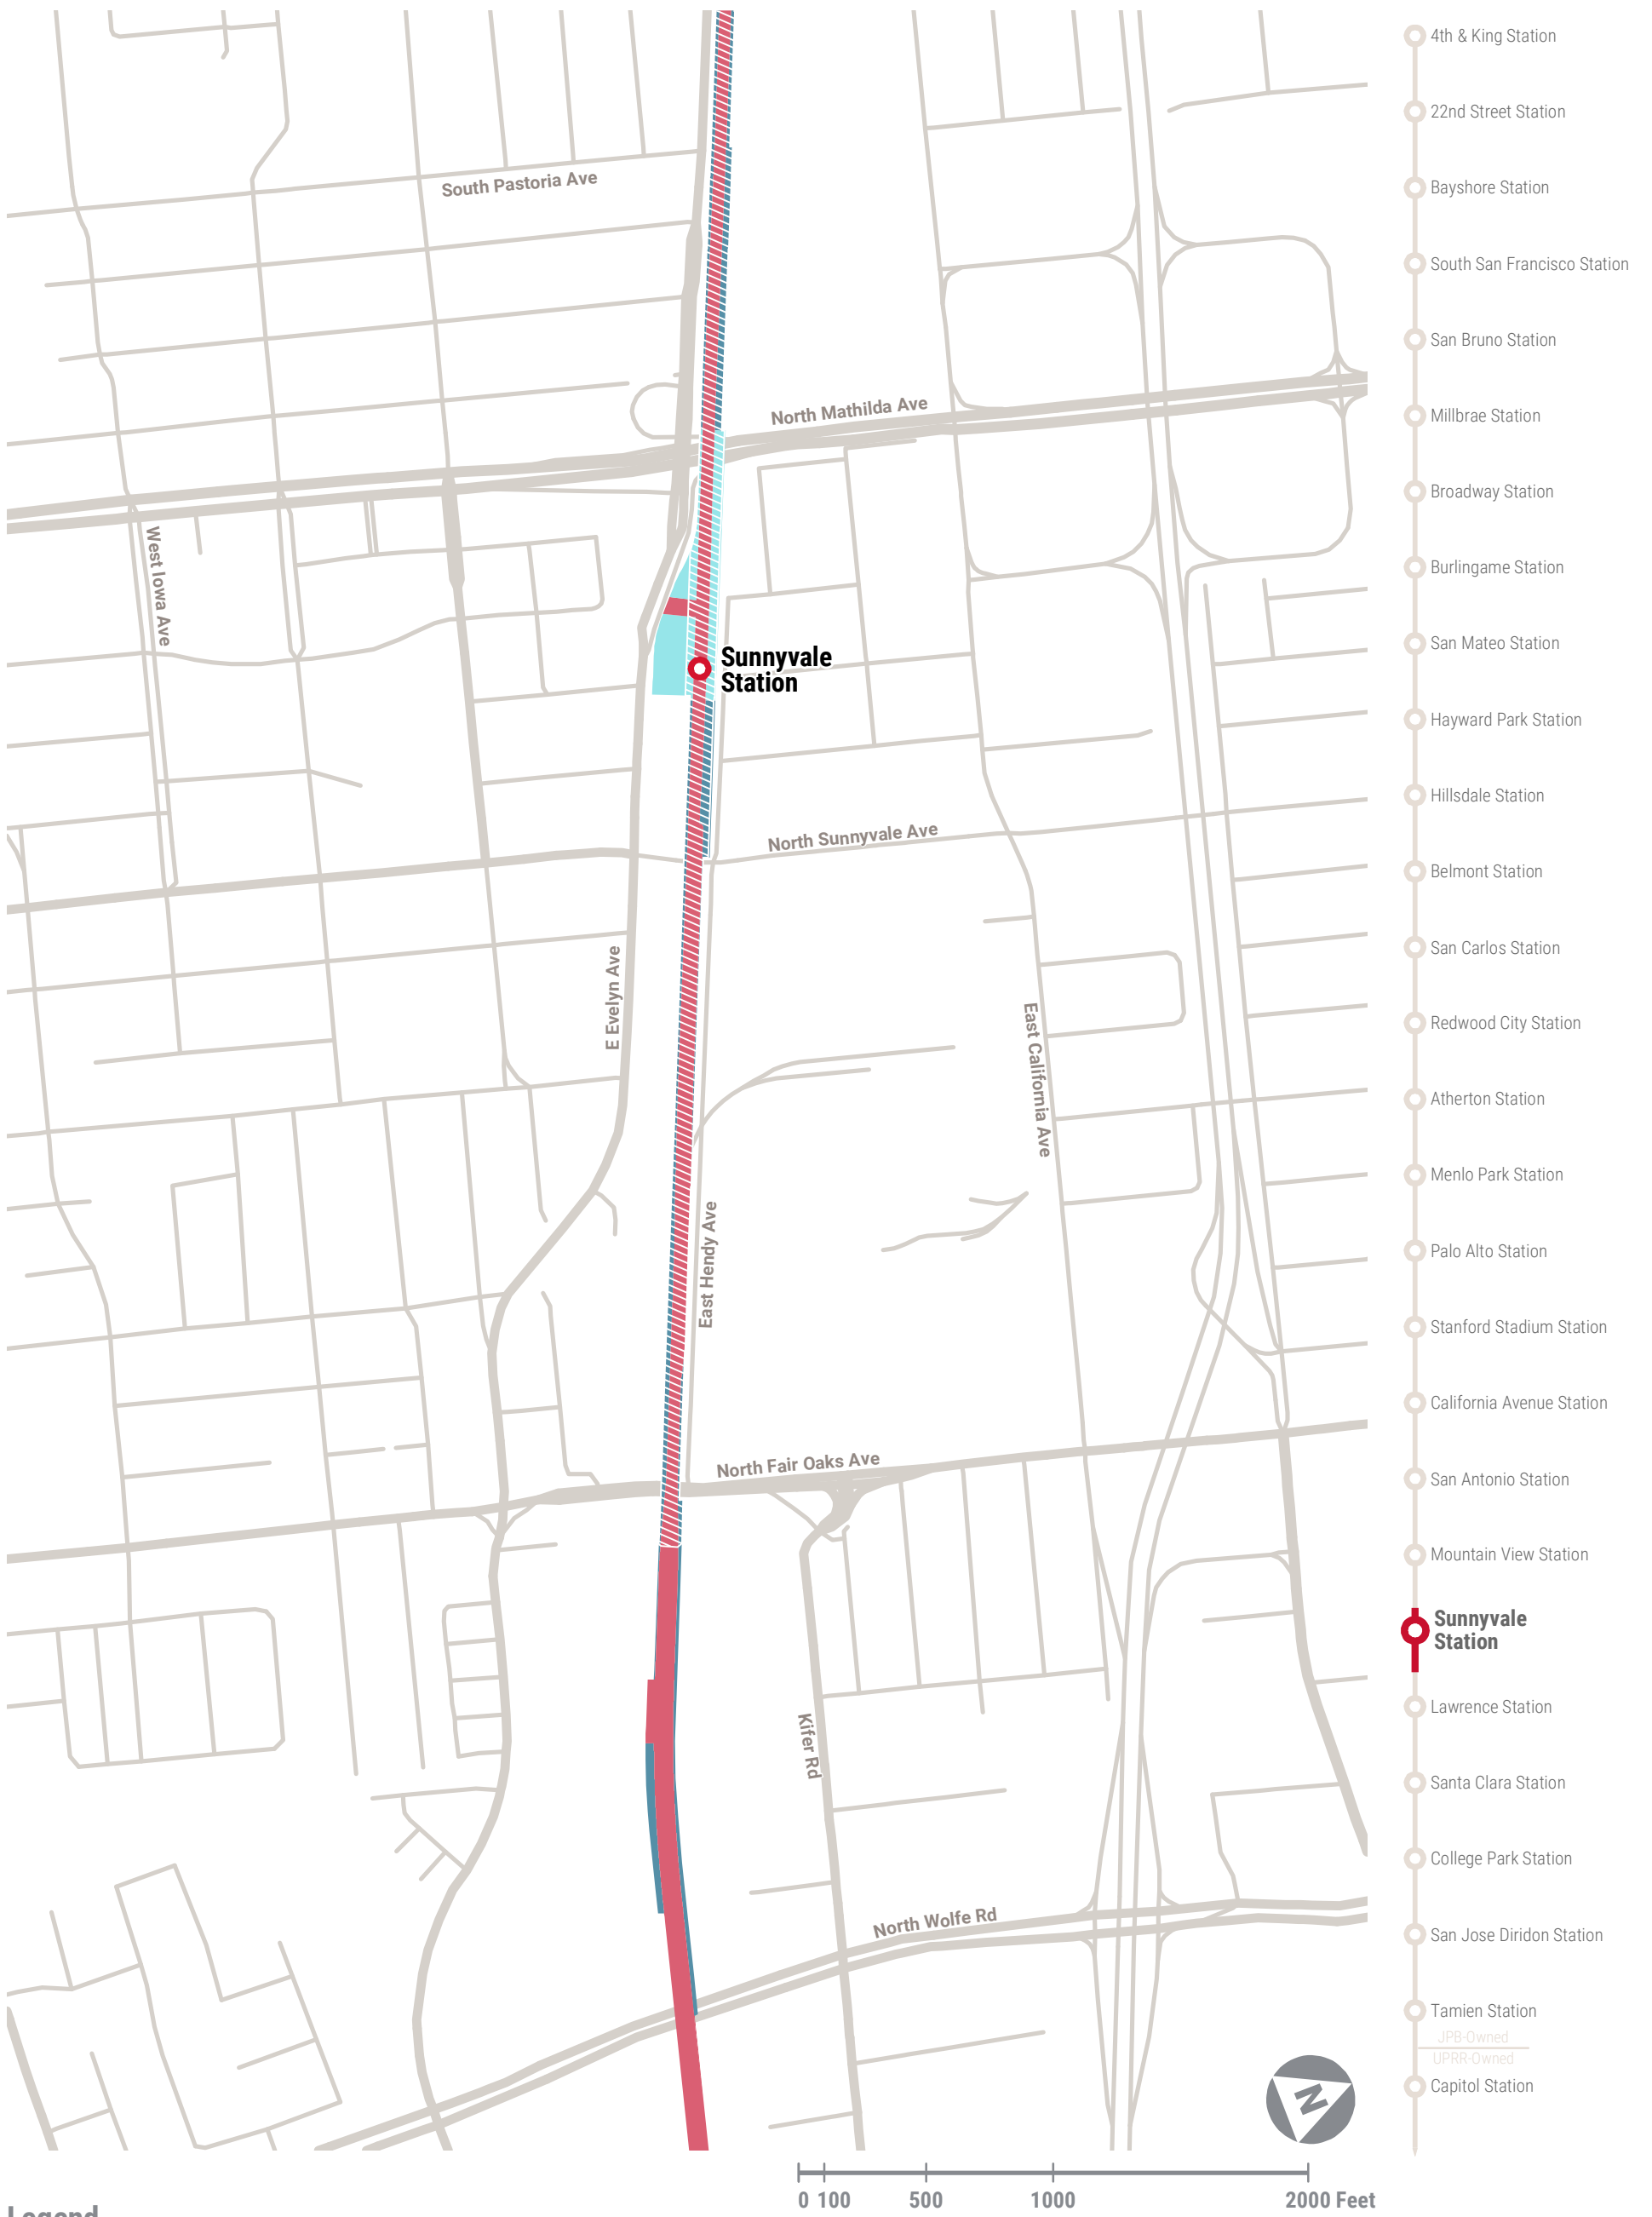 South Pastoria Ave
North Mathilda Ave
West Iowa Ave
Sunnyvale
Station
North Sunnyvale Ave
E Evelyn Ave
East California Ave
East Hendy Ave
North Fair Oaks Ave
Kifer Rd
North Wolfe Rd
N
0 100 500 1000 2000 Feet
Legend
4th & King Station
22nd Street Station
Bayshore Station
South San Francisco Station
San Bruno Station
Millbrae Station
Broadway Station
Burlingame Station
San Mateo Station
Hayward Park Station
Hillsdale Station
Belmont Station
San Carlos Station
Redwood City Station
Atherton Station
Menlo Park Station
Palo Alto Station
Stanford Stadium Station
California Avenue Station
San Antonio Station
Mountain View Station
Sunnyvale
Station
Lawrence Station
Santa Clara Station
College Park Station
San Jose Diridon Station
Tamien Station
JPB-Owned
UPRR-Owned
Capitol Station